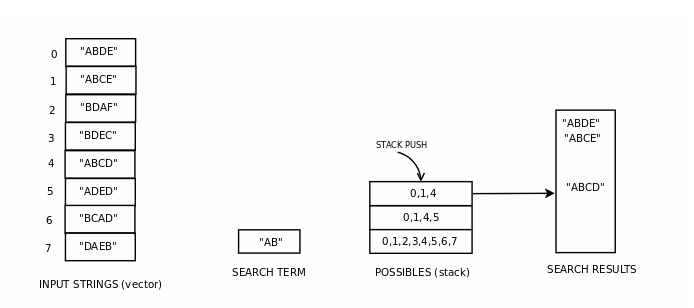 0 "ABDE"
1 "ABCE"
2 "BDAF"
3 "BDEC"
4 "ABCD"
5 "ADED"
6 "BCAD"
7 "DAEB"
INPUT STRINGS (vector)
"AB"
SEARCH TERM
STACK PUSH
0,1,4
0,1,4,5
0,1,2,3,4,5,6,7
POSSIBLES (stack)
"ABDE"
"ABCE"
"ABCD"
SEARCH RESULTS